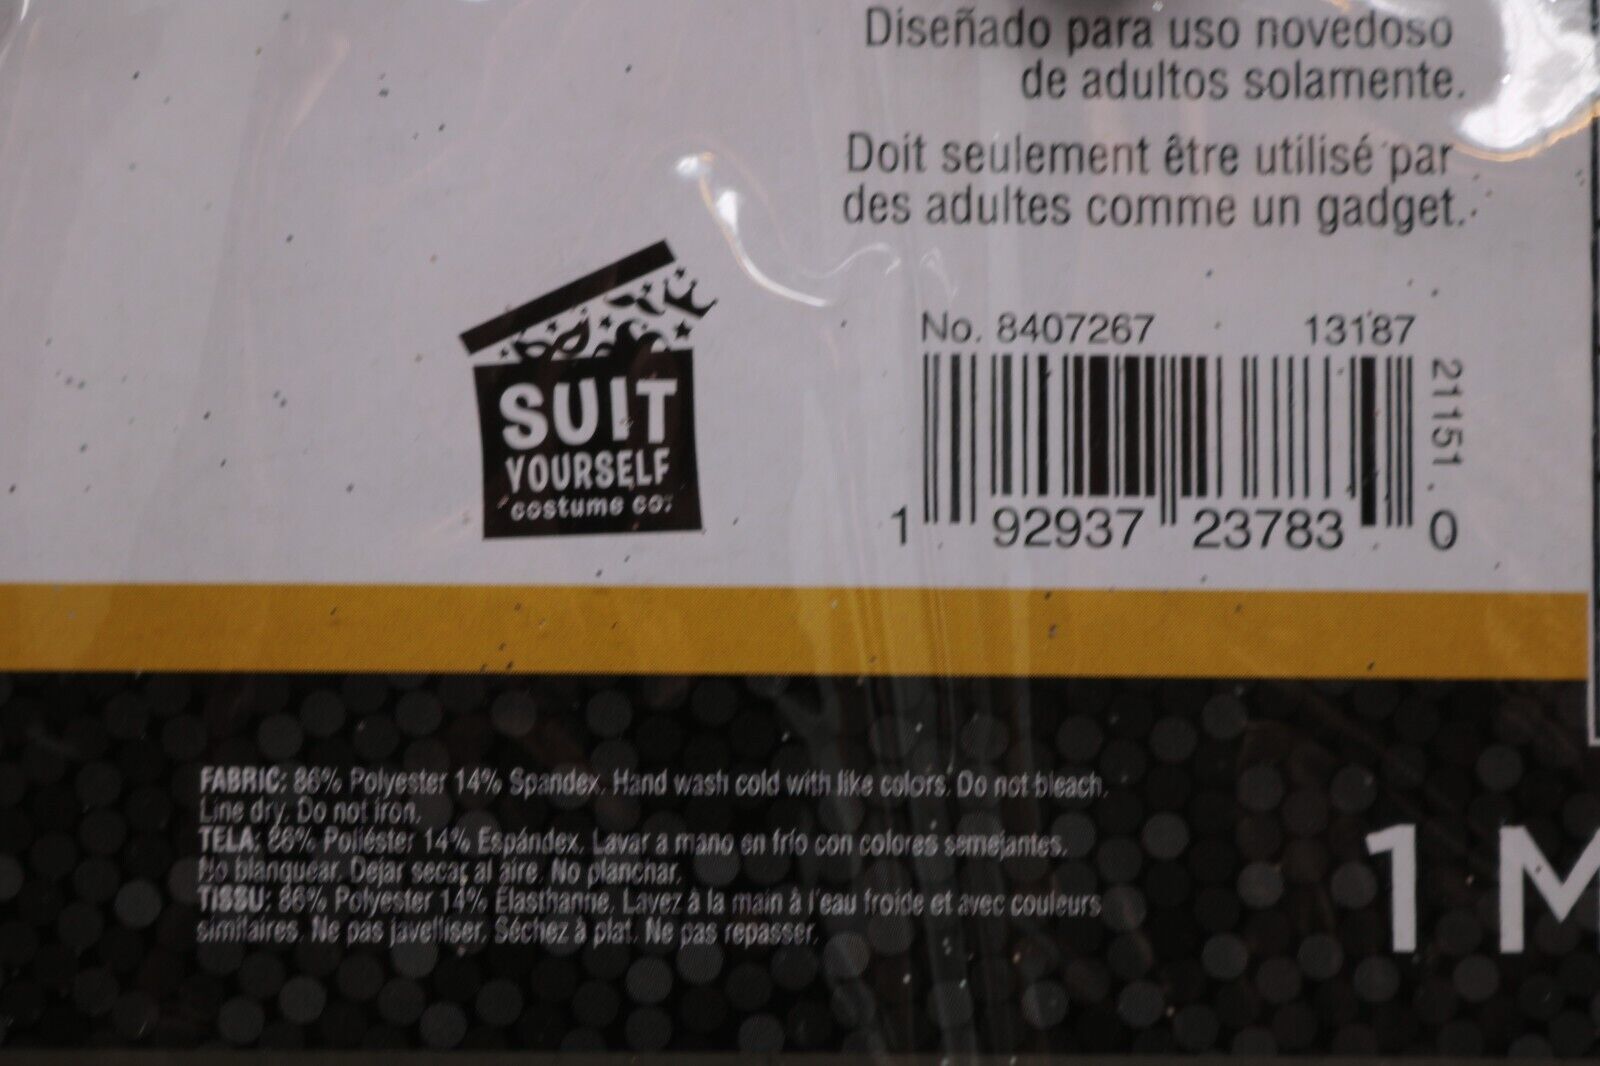 Diseñado para uso novedoso
de adultos solamente.
Doit seulement être utilisé par
des adultes comme un gadget.
SUIT
YOURSELF
costume co.
No. 8407267 13187
21151
1 92937 23783 0
FABRIC: 86% Polyester 14% Spandex. Hand wash cold with like colors. Do not bleach.
Line dry. Do not iron.
TELA: 86% Poliéster 14% Espándex. Lavar a mano en frío con colores semejantes.
No blanquear. Dejar secar al aire. No planchar.
TISSU: 86% Polyester 14% Élasthanne. Lavez à la main à l'eau froide et avec couleurs
similaires. Ne pas javelliser. Séchez à plat. Ne pas repasser.
1 M